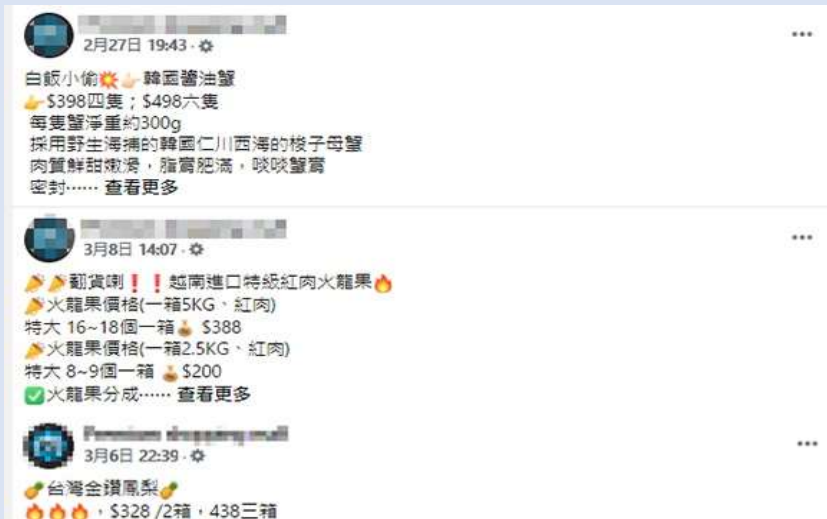 2月27日 19:43 ·
白飯小偷💥👉🏻韓國醬油蟹
👉🏻$398四隻；$498六隻
每隻蟹淨重約300g
採用野生海捕的韓國仁川西海的梭子母蟹
肉質鮮甜嫩滑，脂膏肥滿，啖啖蟹膏
密封…… 查看更多
3月8日 14:07 ·
🎉🎉翻貨喇❗❗越南進口特級紅肉火龍果🔥
🎉火龍果價格(一箱5KG、紅肉)
特大 16~18個一箱💰 $388
🎉火龍果價格(一箱2.5KG、紅肉)
特大 8~9個一箱 💰$200
✅火龍果分成…… 查看更多
3月6日 22:39 ·
🍍台灣金鑽鳳梨🍍
🔥🔥🔥，$328 /2箱，438三箱